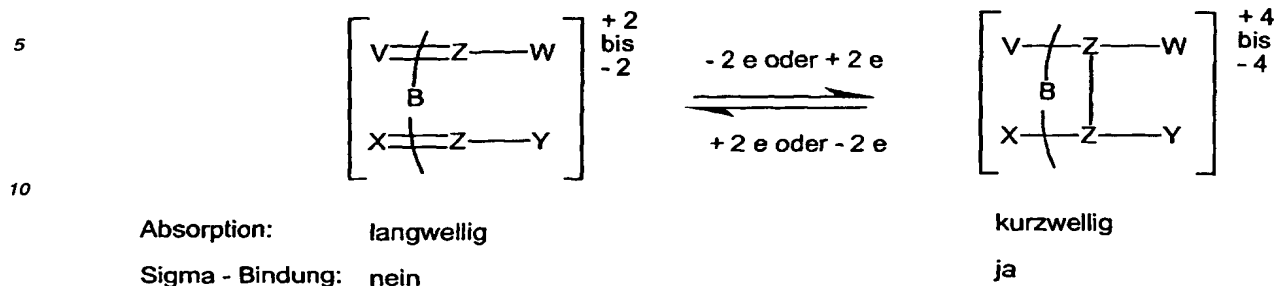 + 2
bis
- 2
+ 4
bis
- 4
5
V Z W
B
X Z Y
- 2 e oder + 2 e
+ 2 e oder - 2 e
V Z W
B
X Z Y
10
Absorption: langwellig kurzwellig
Sigma - Bindung: nein ja